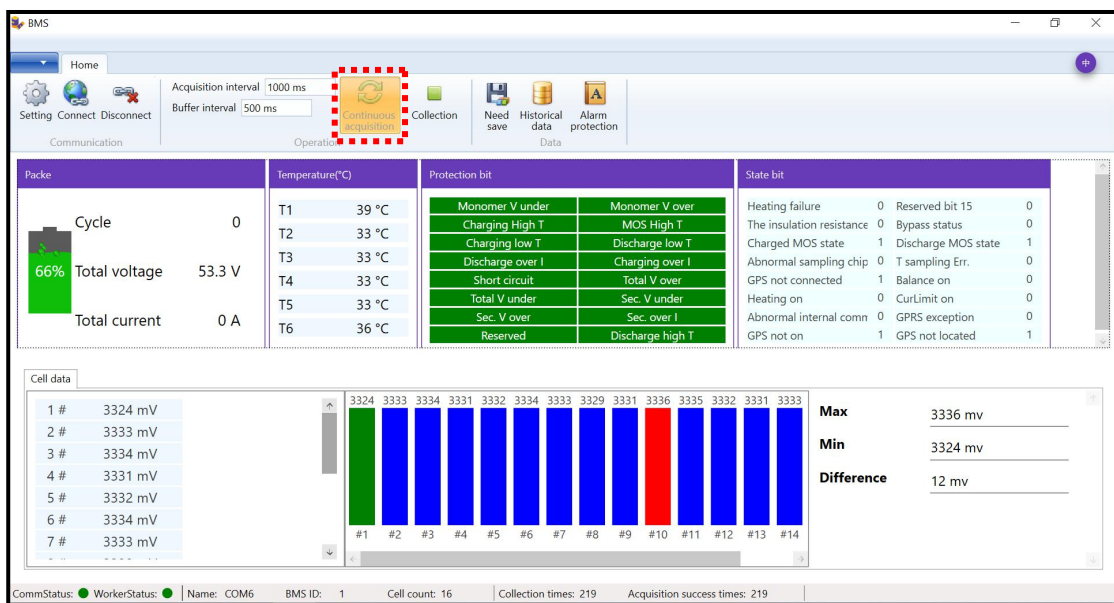 BMS
Home
中
Setting Connect Disconnect
Acquisition interval 1000 ms
Buffer interval 500 ms
Continuous
acquisition
Collection
Need
save
Historical
data
Alarm
protection
Communication
Operation
Data
Packe
Cycle 0
66% Total voltage 53.3 V
Total current 0 A
Temperature(°C)
T1 39 °C
T2 33 °C
T3 33 °C
T4 33 °C
T5 33 °C
T6 36 °C
Protection bit
Monomer V under Monomer V over
Charging High T MOS High T
Charging low T Discharge low T
Discharge over I Charging over I
Short circuit Total V over
Total V under Sec. V under
Sec. V over Sec. over I
Reserved Discharge high T
State bit
Heating failure 0 Reserved bit 15 0
The insulation resistance 0 Bypass status 0
Charged MOS state 1 Discharge MOS state 1
Abnormal sampling chip 0 T sampling Err. 0
GPS not connected 1 Balance on 0
Heating on 0 CurLimit on 0
Abnormal internal comm 0 GPRS exception 0
GPS not on 1 GPS not located 1
Cell data
1 # 3324 mV
2 # 3333 mV
3 # 3334 mV
4 # 3331 mV
5 # 3332 mV
6 # 3334 mV
7 # 3333 mV
3324 3333 3334 3331 3332 3334 3333 3329 3331 3336 3335 3332 3331 3333
#1 #2 #3 #4 #5 #6 #7 #8 #9 #10 #11 #12 #13 #14
Max 3336 mv
Min 3324 mv
Difference 12 mv
CommStatus: WorkerStatus: Name: COM6 BMS ID: 1 Cell count: 16 Collection times: 219 Acquisition success times: 219